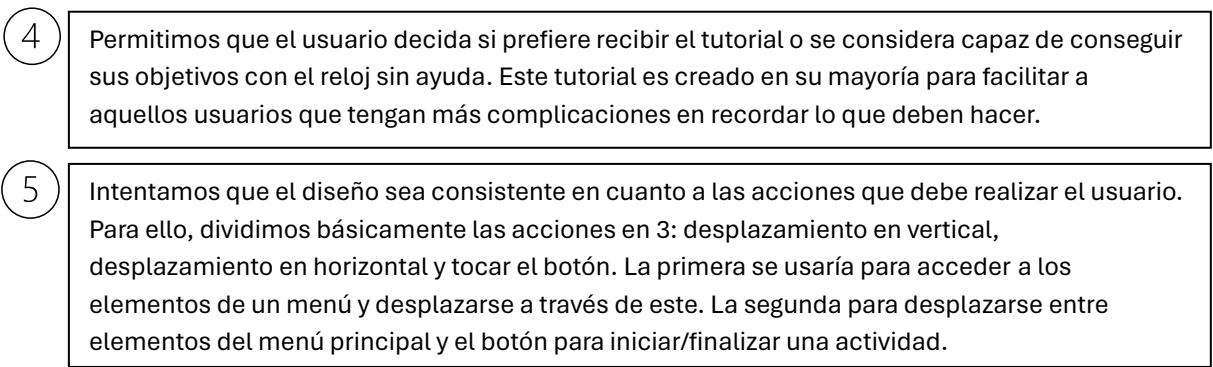 4
Permitimos que el usuario decida si prefiere recibir el tutorial o se considera capaz de conseguir
sus objetivos con el reloj sin ayuda. Este tutorial es creado en su mayoría para facilitar a
aquellos usuarios que tengan más complicaciones en recordar lo que deben hacer.
5
Intentamos que el diseño sea consistente en cuanto a las acciones que debe realizar el usuario.
Para ello, dividimos básicamente las acciones en 3: desplazamiento en vertical,
desplazamiento en horizontal y tocar el botón. La primera se usaría para acceder a los
elementos de un menú y desplazarse a través de este. La segunda para desplazarse entre
elementos del menú principal y el botón para iniciar/finalizar una actividad.